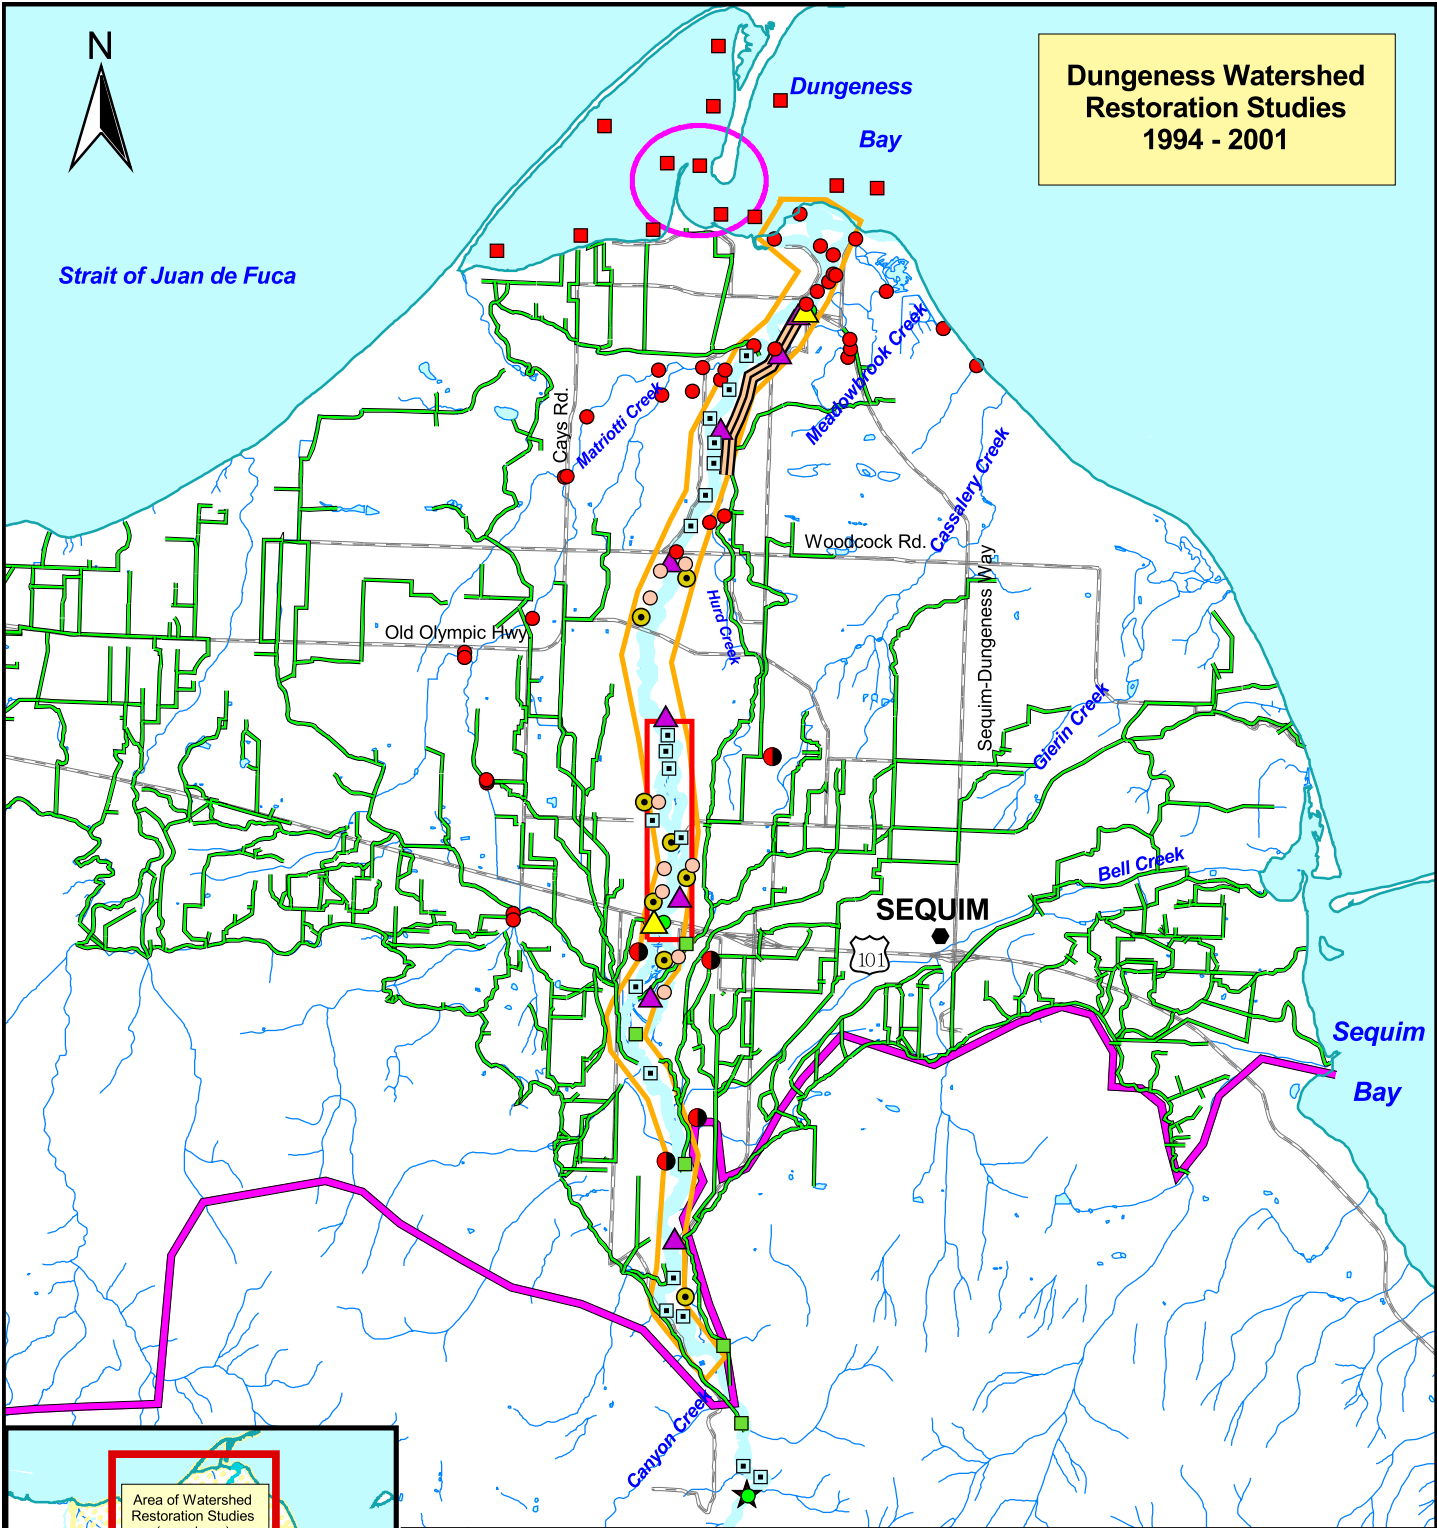 N
Dungeness Watershed
Restoration Studies
1994 - 2001
Dungeness
Bay
Strait of Juan de Fuca
Meadowbrook Creek
Matriotti Creek
Cays Rd.
Cassalery Creek
Woodcock Rd.
Sequim-Dungeness Way
Hurd Creek
Old Olympic Hwy.
Gierin Creek
Bell Creek
SEQUIM
101
Sequim
Bay
Canyon Creek
Area of Watershed
Restoration Studies